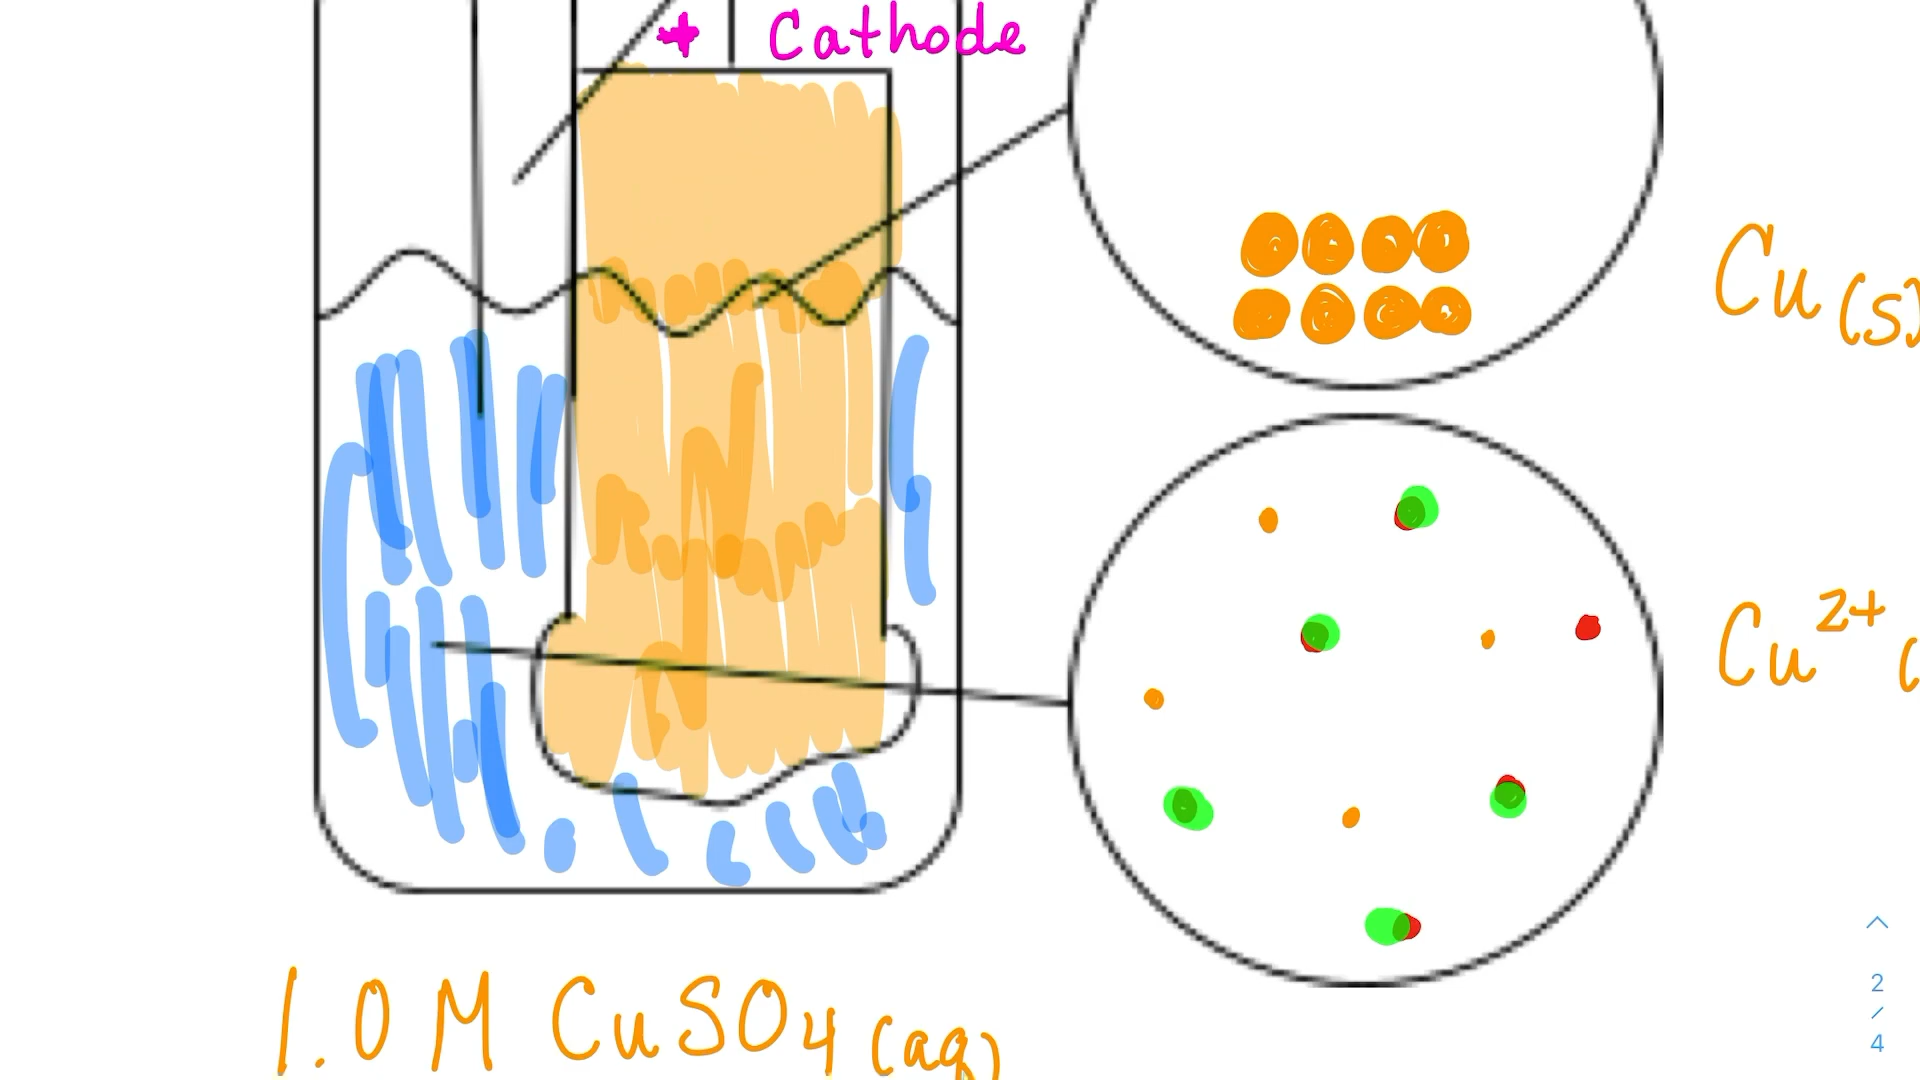 + Cathode
Cu(s)
Cu²⁺ (
1.0 M CuSO₄(aq)
2
/
4